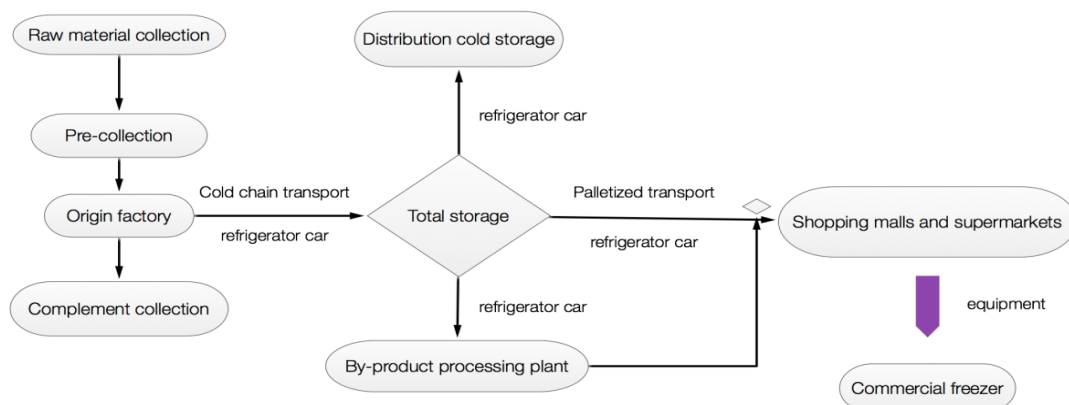 Raw material collection
Distribution cold storage
refrigerator car
Pre-collection
Cold chain transport
Palletized transport
Origin factory
Total storage
Shopping malls and supermarkets
refrigerator car
refrigerator car
Complement collection
refrigerator car
equipment
By-product processing plant
Commercial freezer